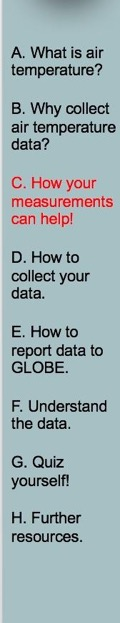 A. What is air
temperature?
B. Why collect
air temperature
data?
C. How your
measurements
can help!
D. How to
collect your
data.
E. How to
report data to
GLOBE.
F. Understand
the data.
G. Quiz
yourself!
H. Further
resources.